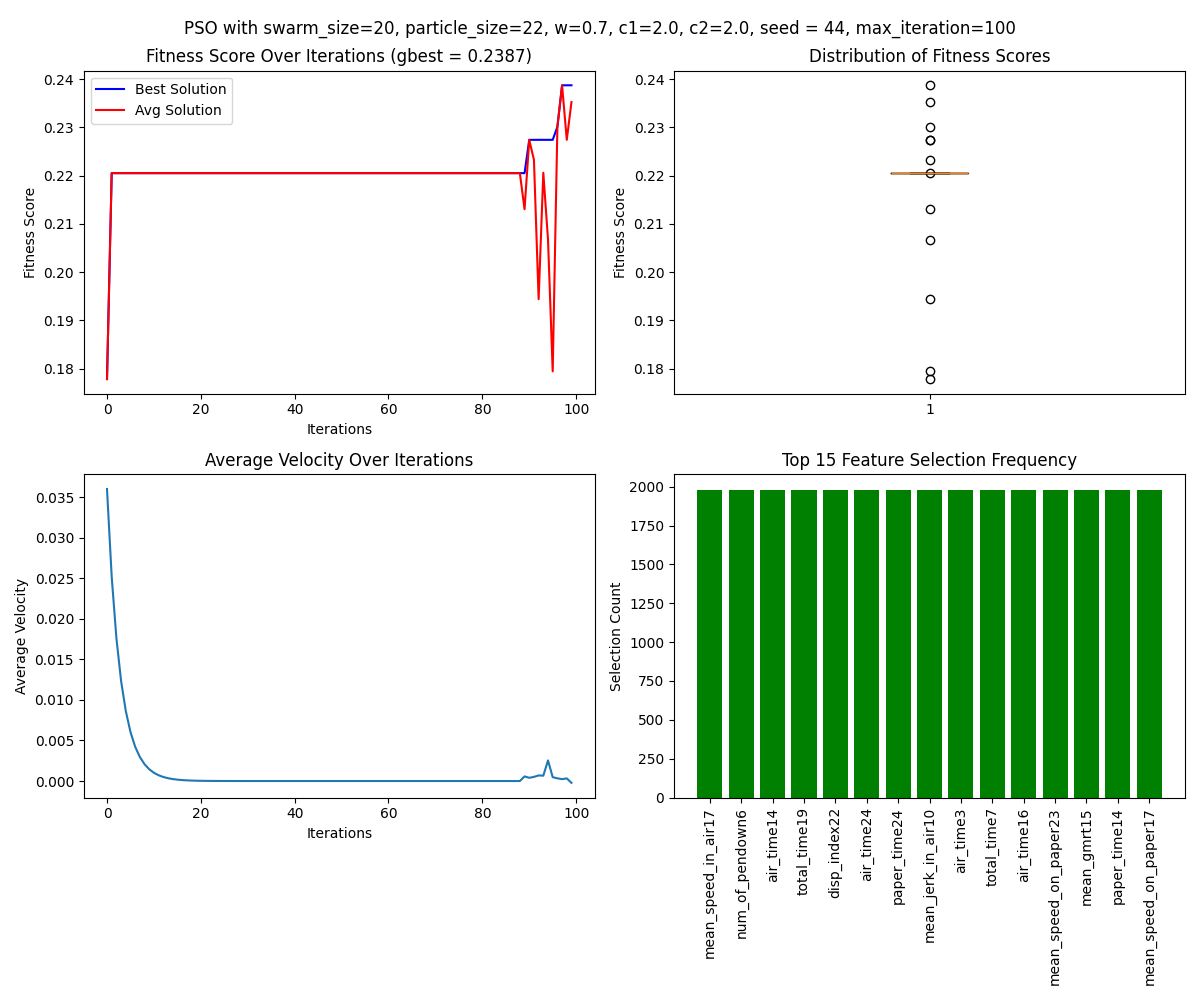 PSO with swarm_size=20, particle_size=22, w=0.7, c1=2.0, c2=2.0, seed = 44, max_iteration=100
Fitness Score Over Iterations (gbest = 0.2387)
Best Solution
Avg Solution
Fitness Score
0.24
0.23
0.22
0.21
0.20
0.19
0.18
0
20
40
60
80
100
Iterations
Distribution of Fitness Scores
Fitness Score
0.24
0.23
0.22
0.21
0.20
0.19
0.18
1
Average Velocity Over Iterations
Average Velocity
0.035
0.030
0.025
0.020
0.015
0.010
0.005
0.000
0
20
40
60
80
100
Iterations
Top 15 Feature Selection Frequency
Selection Count
2000
1750
1500
1250
1000
750
500
250
0
mean_speed_in_air17
num_of_pendown6
air_time14
total_time19
disp_index22
air_time24
paper_time24
mean_jerk_in_air10
air_time3
total_time7
air_time16
mean_speed_on_paper23
mean_gmrt15
paper_time14
mean_speed_on_paper17